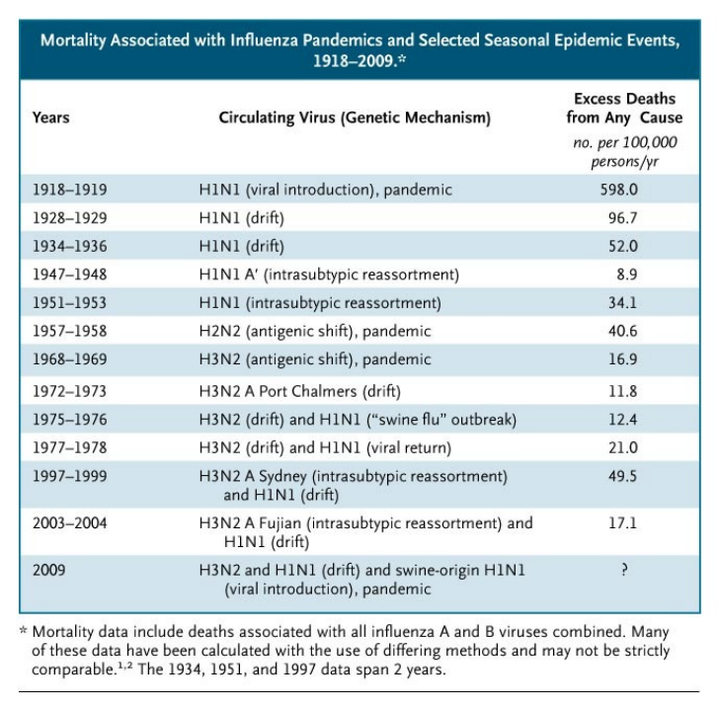 Mortality Associated with Influenza Pandemics and Selected Seasonal Epidemic Events,
1918–2009.*
Years Circulating Virus (Genetic Mechanism) Excess Deaths from Any Cause
no. per 100,000
persons/yr
1918–1919 H1N1 (viral introduction), pandemic 598.0
1928–1929 H1N1 (drift) 96.7
1934–1936 H1N1 (drift) 52.0
1947–1948 H1N1 A′ (intrasubtypic reassortment) 8.9
1951–1953 H1N1 (intrasubtypic reassortment) 34.1
1957–1958 H2N2 (antigenic shift), pandemic 40.6
1968–1969 H3N2 (antigenic shift), pandemic 16.9
1972–1973 H3N2 A Port Chalmers (drift) 11.8
1975–1976 H3N2 (drift) and H1N1 (“swine flu” outbreak) 12.4
1977–1978 H3N2 (drift) and H1N1 (viral return) 21.0
1997–1999 H3N2 A Sydney (intrasubtypic reassortment) 49.5
and H1N1 (drift)
2003–2004 H3N2 A Fujian (intrasubtypic reassortment) and 17.1
H1N1 (drift)
2009 H3N2 and H1N1 (drift) and swine-origin H1N1 ?
(viral introduction), pandemic
* Mortality data include deaths associated with all influenza A and B viruses combined. Many
of these data have been calculated with the use of differing methods and may not be strictly
comparable.¹,² The 1934, 1951, and 1997 data span 2 years.